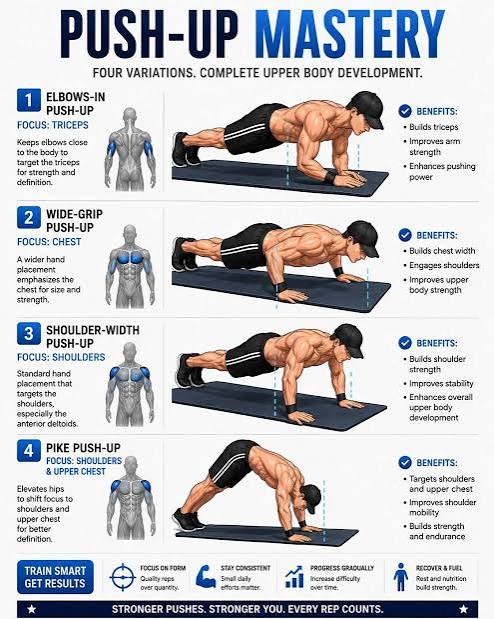 PUSH-UP MASTERY
FOUR VARIATIONS. COMPLETE UPPER BODY DEVELOPMENT.
1 ELBOWS-IN
PUSH-UP
FOCUS: TRICEPS
Keeps elbows close
to the body to
target the triceps
for strength and
definition.
BENEFITS:
• Builds triceps
• Improves arm
strength
• Enhances pushing
power
2 WIDE-GRIP
PUSH-UP
FOCUS: CHEST
A wider hand
placement
emphasizes the
chest for size and
strength.
BENEFITS:
• Builds chest width
• Engages shoulders
• Improves upper
body strength
3 SHOULDER-WIDTH
PUSH-UP
FOCUS: SHOULDERS
Standard hand
placement that
targets the
shoulders,
especially the
anterior deltoids.
BENEFITS:
• Builds shoulder
strength
• Improves stability
• Enhances overall
upper body
development
4 PIKE PUSH-UP
FOCUS: SHOULDERS
& UPPER CHEST
Elevates hips
to shift focus to
shoulders and
upper chest
for better
definition.
BENEFITS:
• Targets shoulders
and upper chest
• Improves shoulder
mobility
• Builds strength
and endurance
TRAIN SMART
GET RESULTS
FOCUS ON FORM
Quality reps
over quantity.
STAY CONSISTENT
Small daily
efforts matter.
PROGRESS GRADUALLY
Increase difficulty
over time.
RECOVER & FUEL
Rest and nutrition
build strength.
STRONGER PUSHES. STRONGER YOU. EVERY REP COUNTS.